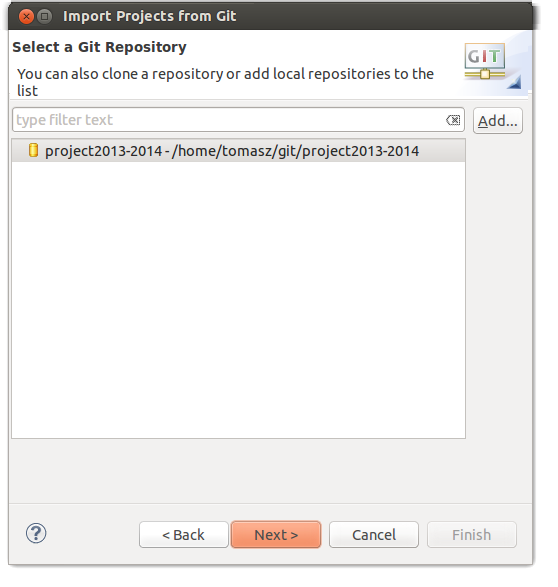 Import Projects from Git
Select a Git Repository
You can also clone a repository or add local repositories to the
list
GIT
type filter text
Add...
project2013-2014 - /home/tomasz/git/project2013-2014
?
< Back
Next >
Cancel
Finish